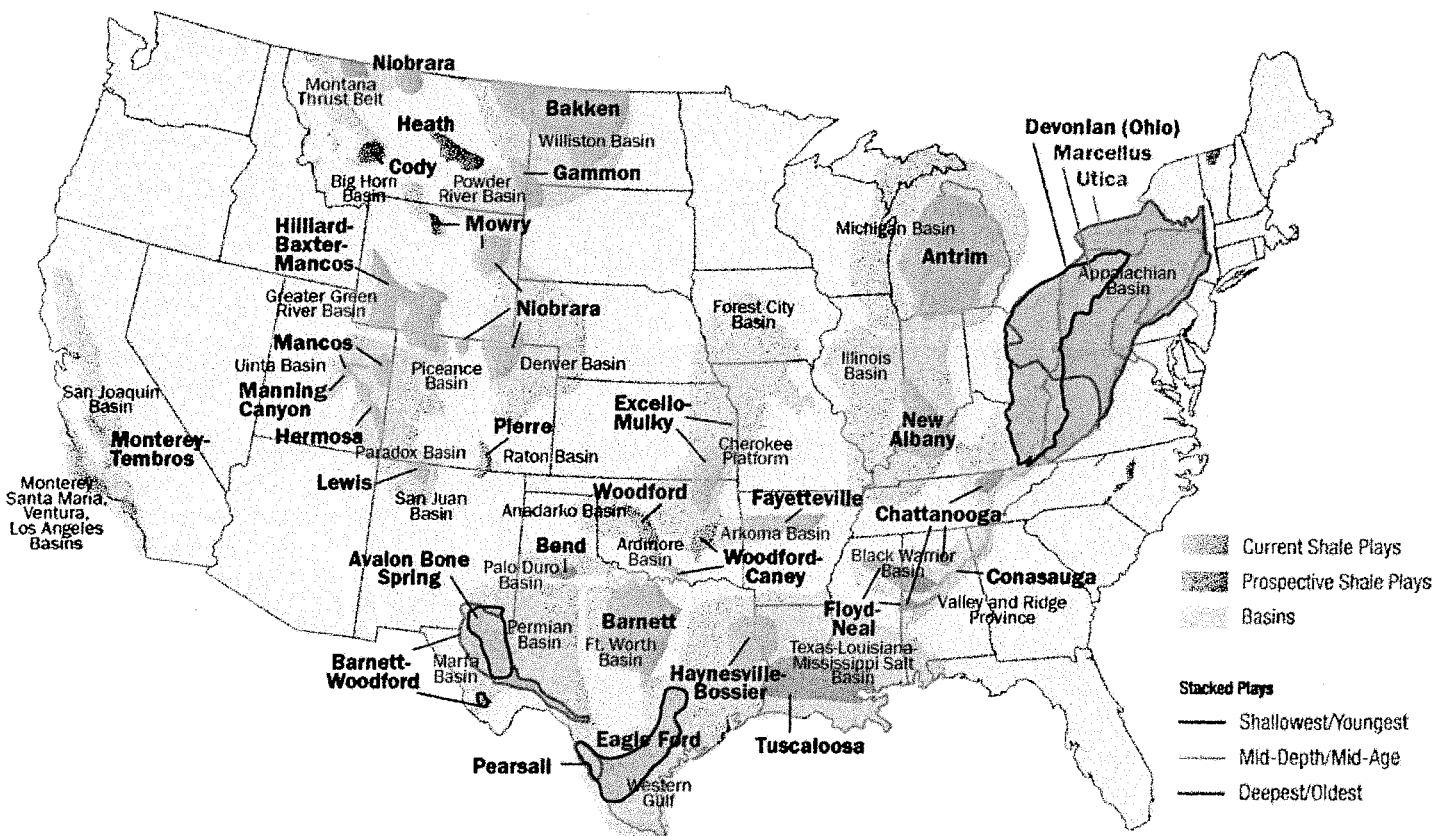 Niobrara
Montana
Thrust Belt
Bakken
Heath
Williston Basin
Cody
Gammon
Big Horn
Basin
Powder
River Basin
Mowry
Hilliard-
Baxter-
Mancos
Greater Green
River Basin
Niobrara
Mancos
Uinta Basin
Piceance
Basin
Denver Basin
Manning
Canyon
San Joaquin
Basin
Hermosa
Pierre
Monterey-
Tembros
Paradox Basin
Raton Basin
Lewis
San Juan
Basin
Monterey
Santa Maria,
Ventura,
Los Angeles
Basins
Devonian (Ohio)
Marcellus
Utica
Michigan Basin
Antrim
Appalachian
Basin
Forest City
Basin
Illinois
Basin
Excello-
Mulky
New
Albany
Cherokee
Platform
Woodford
Fayetteville
Anadarko Basin
Arkoma Basin
Chattanooga
Bend
Ardmore
Basin
Woodford-
Caney
Black Warrior
Basin
Conasauga
Avalon Bone
Spring
Palo Duro
Basin
Floyd-
Neal
Valley and Ridge
Province
Permian
Basin
Barnett
Ft. Worth
Basin
Texas-Louisiana-
Mississippi Salt
Basin
Barnett-
Woodford
Marfa
Basin
Haynesville-
Bossier
Eagle Ford
Tuscaloosa
Pearsall
Western
Gulf
Current Shale Plays
Prospective Shale Plays
Basins
Stacked Plays
Shallowest/Youngest
Mid-Depth/Mid-Age
Deepest/Oldest